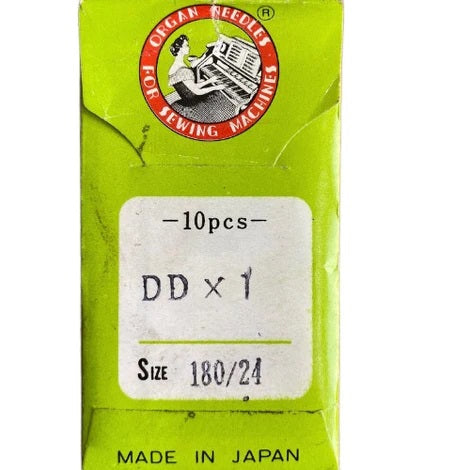 ORGAN NEEDLES
®
FOR SEWING MACHINES
-10pcs-
DD × 1
SIZE 180/24
MADE IN JAPAN